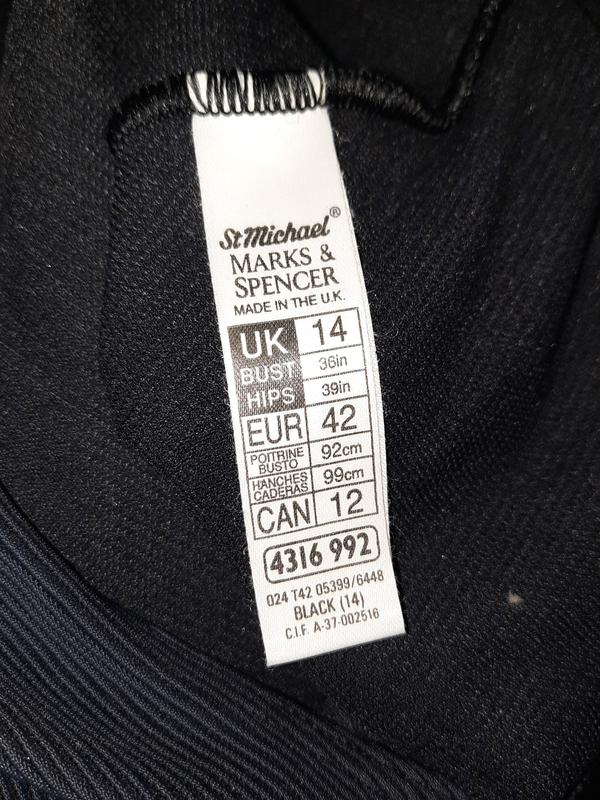 St Michael®
MARKS &
SPENCER
MADE IN THE U.K.
UK 14
BUST 36in
HIPS 39in
EUR 42
POITRINE
BUSTO 92cm
HANCHES
CADERAS 99cm
CAN 12
4316 992
024 T42 05399/6448
BLACK (14)
C.I.F. A-37-002516